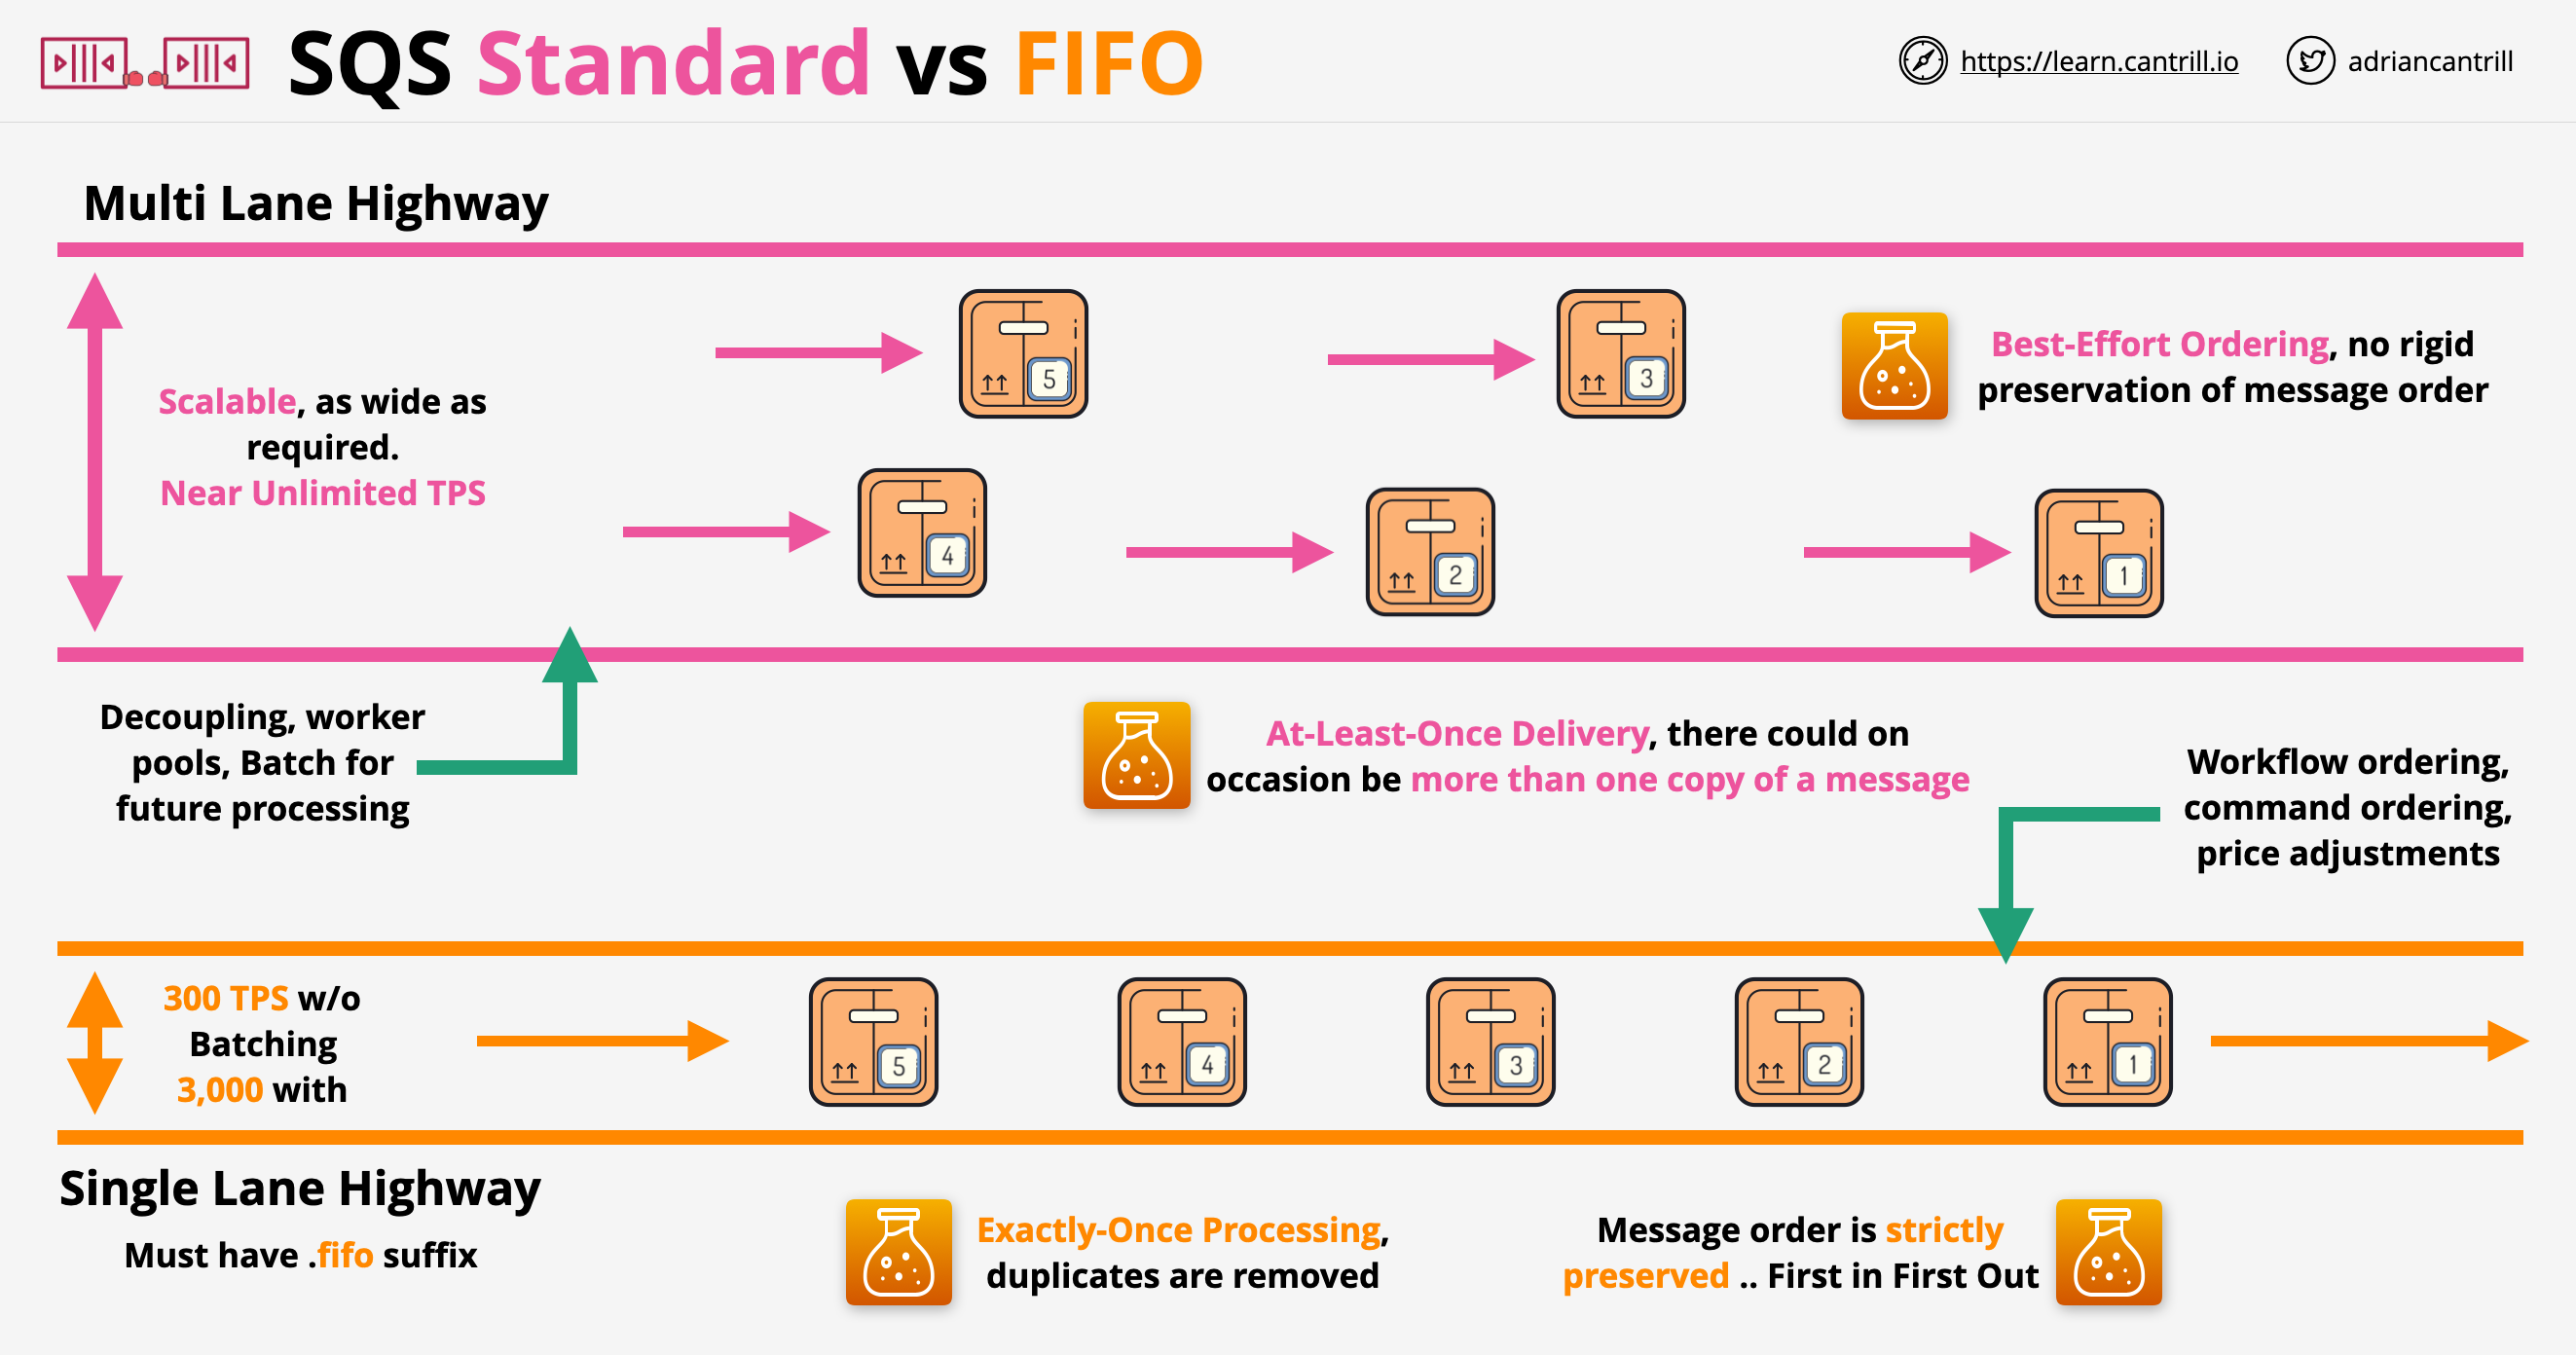 SQS Standard vs FIFO
https://learn.cantrill.io
adriancantrill
Multi Lane Highway
5
3
Best-Effort Ordering, no rigid
preservation of message order
Scalable, as wide as
required.
Near Unlimited TPS
4
2
1
Decoupling, worker
pools, Batch for
future processing
At-Least-Once Delivery, there could on
occasion be more than one copy of a message
Workflow ordering,
command ordering,
price adjustments
300 TPS w/o
Batching
3,000 with
5
4
3
2
1
Single Lane Highway
Must have .fifo suffix
Exactly-Once Processing,
duplicates are removed
Message order is strictly
preserved .. First in First Out